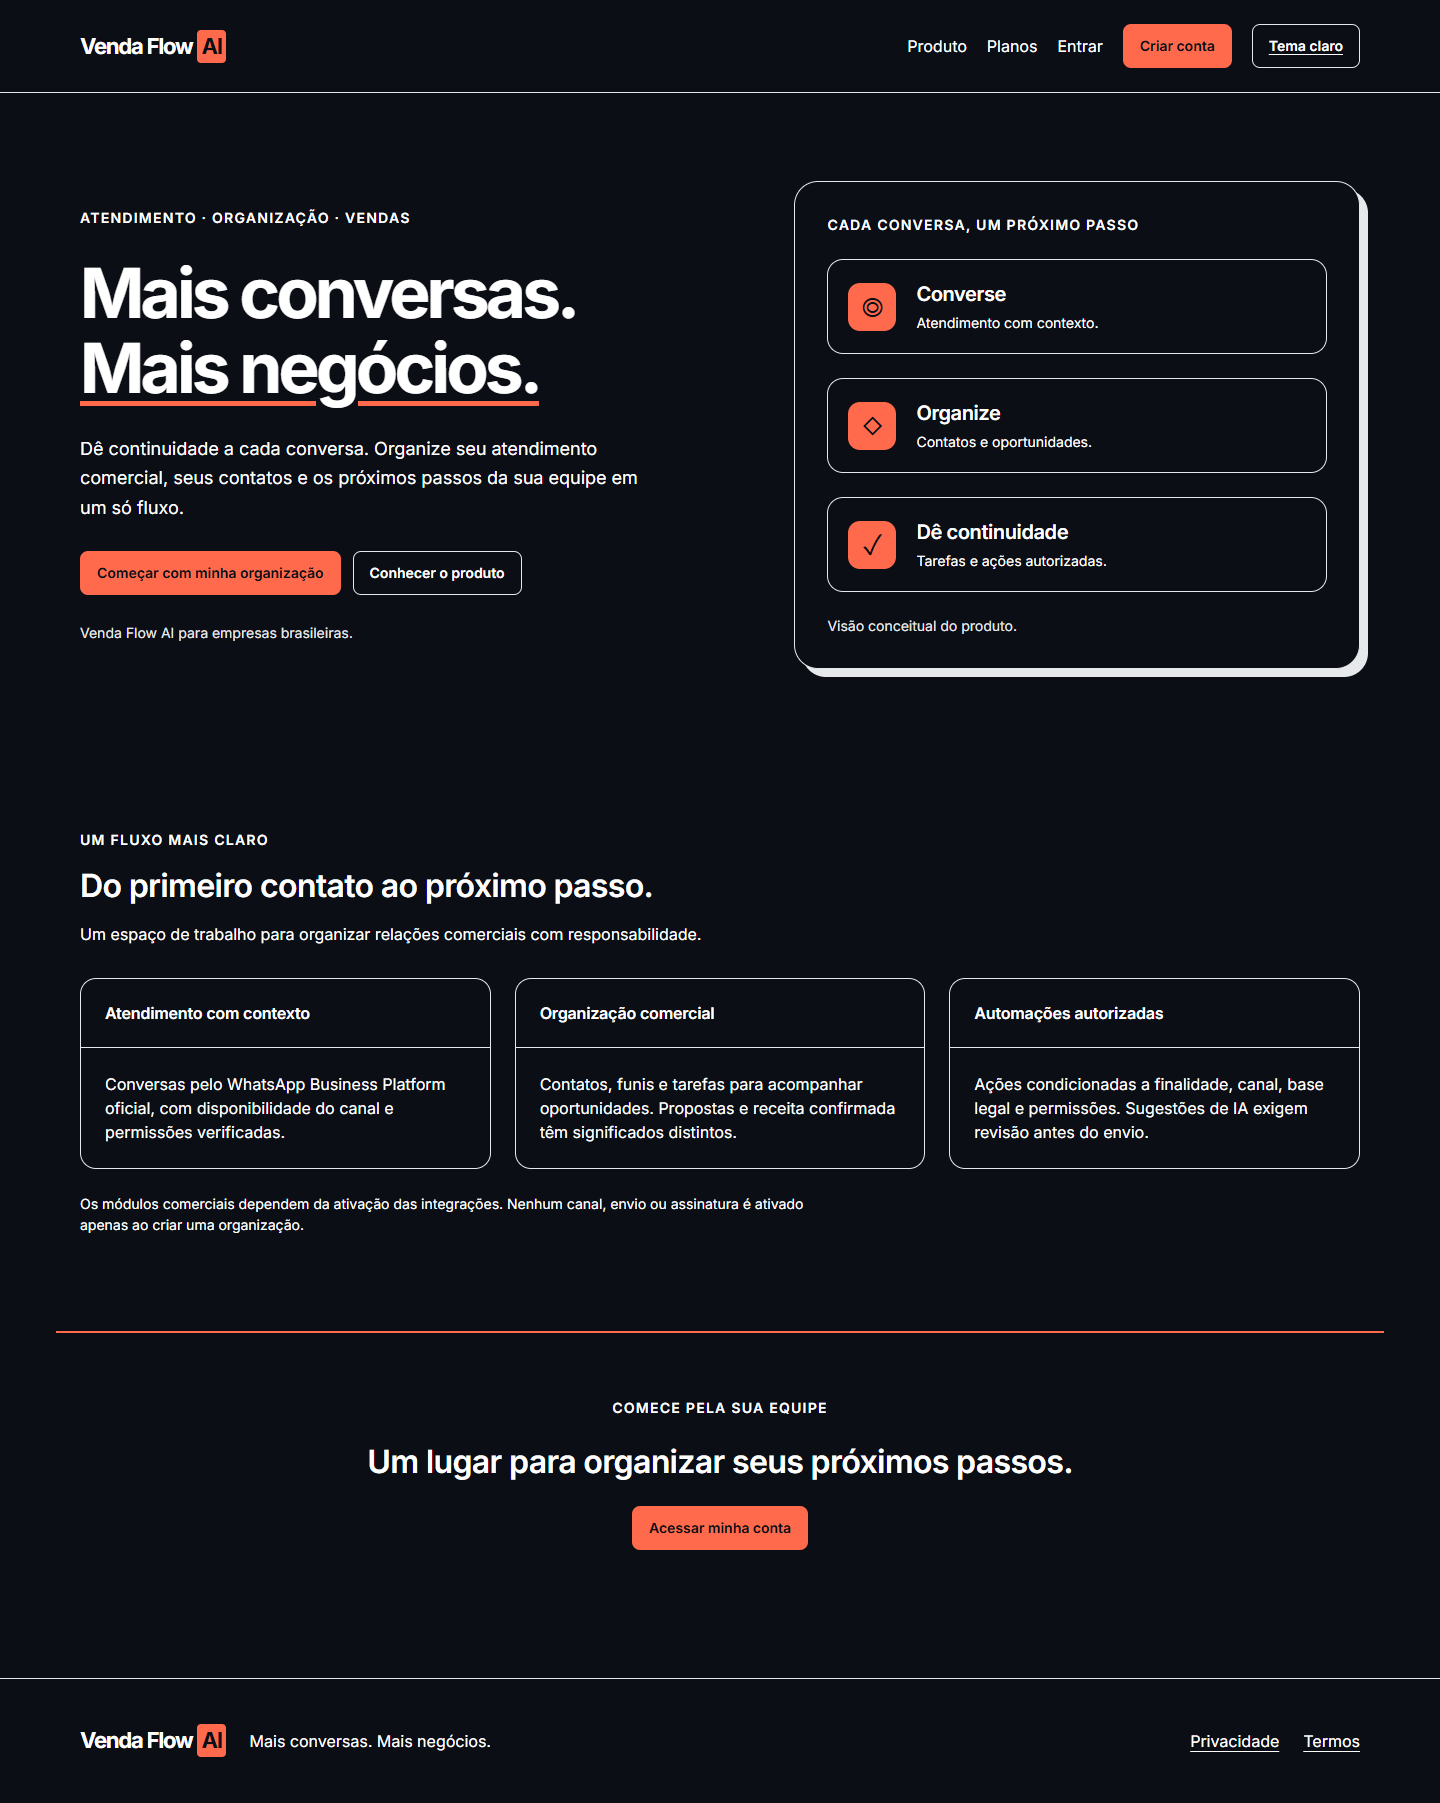 Venda Flow AI
Produto
Planos
Entrar
Criar conta
Tema claro
ATENDIMENTO · ORGANIZAÇÃO · VENDAS
Mais conversas.
Mais negócios.
Dê continuidade a cada conversa. Organize seu atendimento
comercial, seus contatos e os próximos passos da sua equipe em
um só fluxo.
Começar com minha organização
Conhecer o produto
Venda Flow AI para empresas brasileiras.
CADA CONVERSA, UM PRÓXIMO PASSO
Converse
Atendimento com contexto.
Organize
Contatos e oportunidades.
Dê continuidade
Tarefas e ações autorizadas.
Visão conceitual do produto.
UM FLUXO MAIS CLARO
Do primeiro contato ao próximo passo.
Um espaço de trabalho para organizar relações comerciais com responsabilidade.
Atendimento com contexto
Conversas pelo WhatsApp Business Platform
oficial, com disponibilidade do canal e
permissões verificadas.
Organização comercial
Contatos, funis e tarefas para acompanhar
oportunidades. Propostas e receita confirmada
têm significados distintos.
Automações autorizadas
Ações condicionadas a finalidade, canal, base
legal e permissões. Sugestões de IA exigem
revisão antes do envio.
Os módulos comerciais dependem da ativação das integrações. Nenhum canal, envio ou assinatura é ativado
apenas ao criar uma organização.
COMECE PELA SUA EQUIPE
Um lugar para organizar seus próximos passos.
Acessar minha conta
Venda Flow AI
Mais conversas. Mais negócios.
Privacidade
Termos